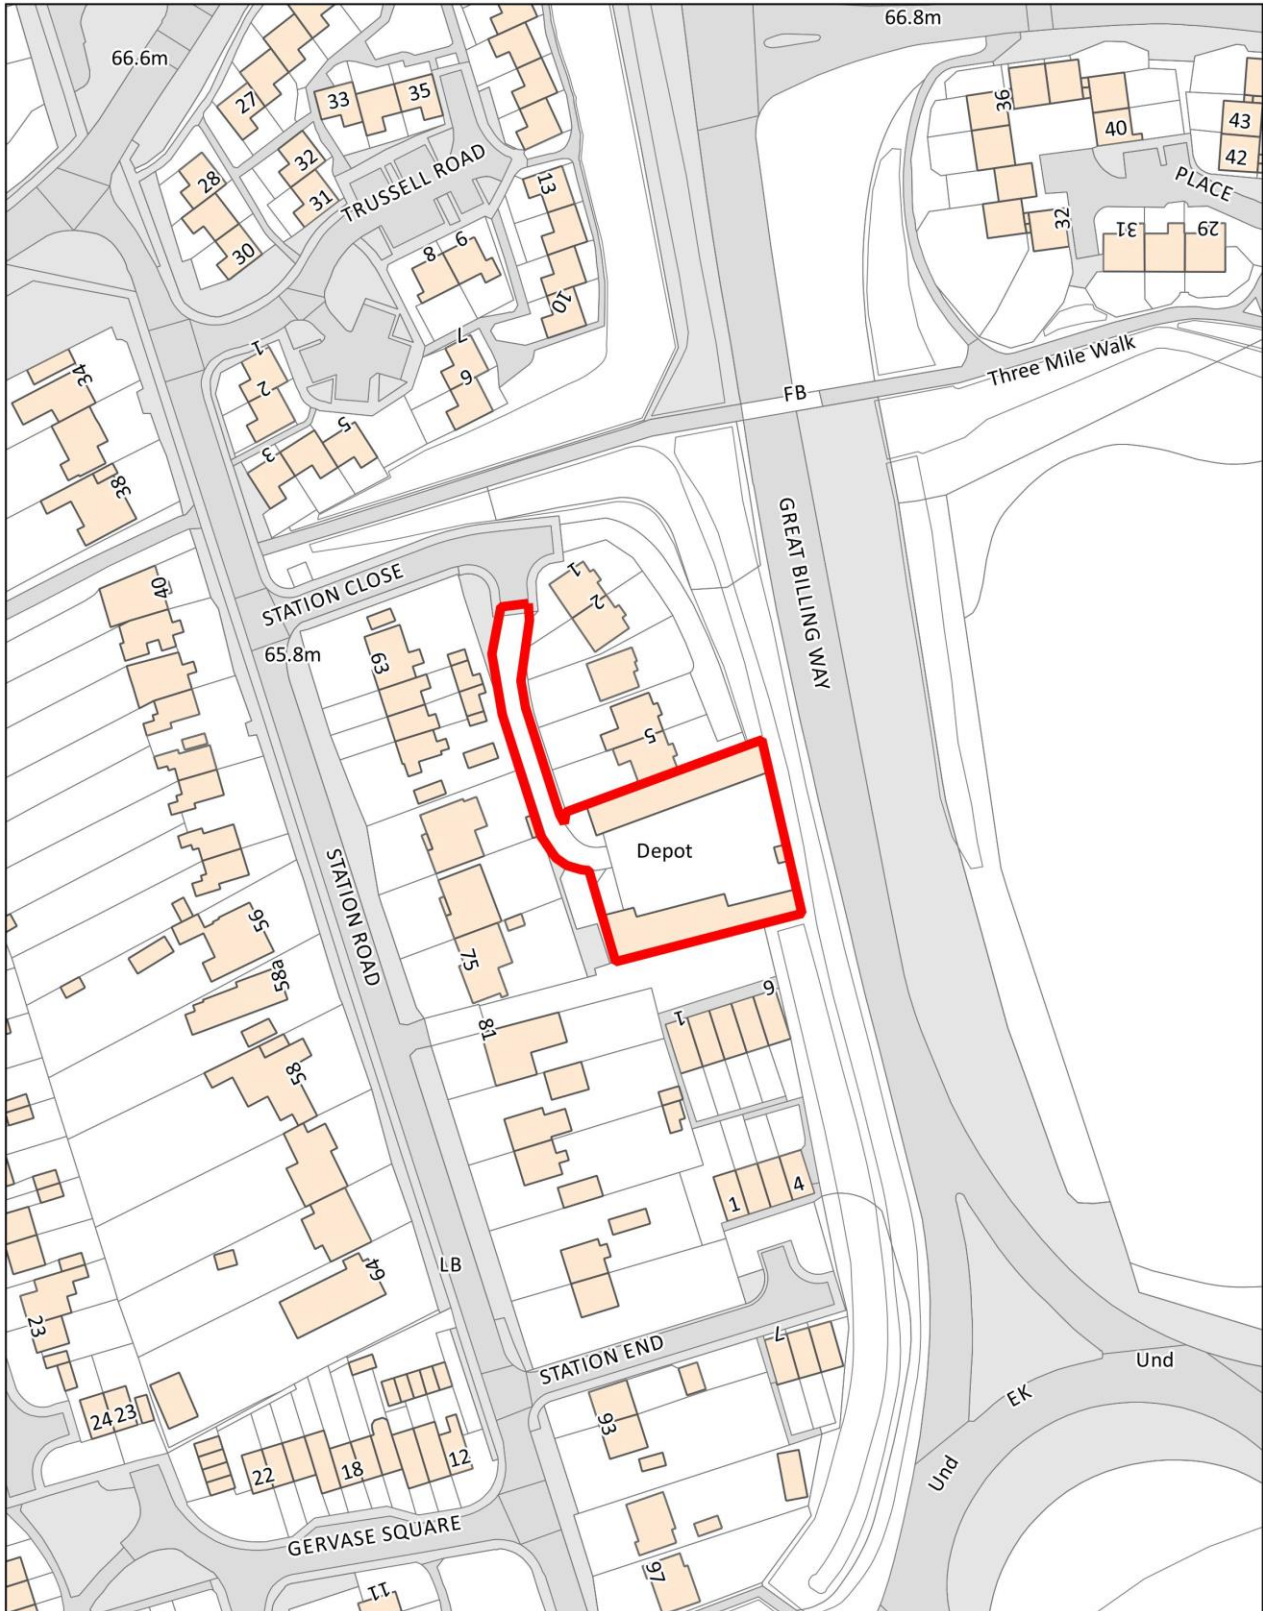 66.8m
66.6m
36
27
33
35
40
43
42
32
TRUSSELL ROAD
28
31
13
PLACE
32
30
8
9
31
29
10
7
1
34
2
6
Three Mile Walk
FB
5
3
38
GREAT BILLING WAY
40
STATION CLOSE
1
2
65.8m
63
5
Depot
STATION ROAD
56
75
58a
6
1
81
58
1
4
LB
64
23
7
STATION END
Und
EK
24
23
93
22
18
12
Und
GERVASE SQUARE
97
11